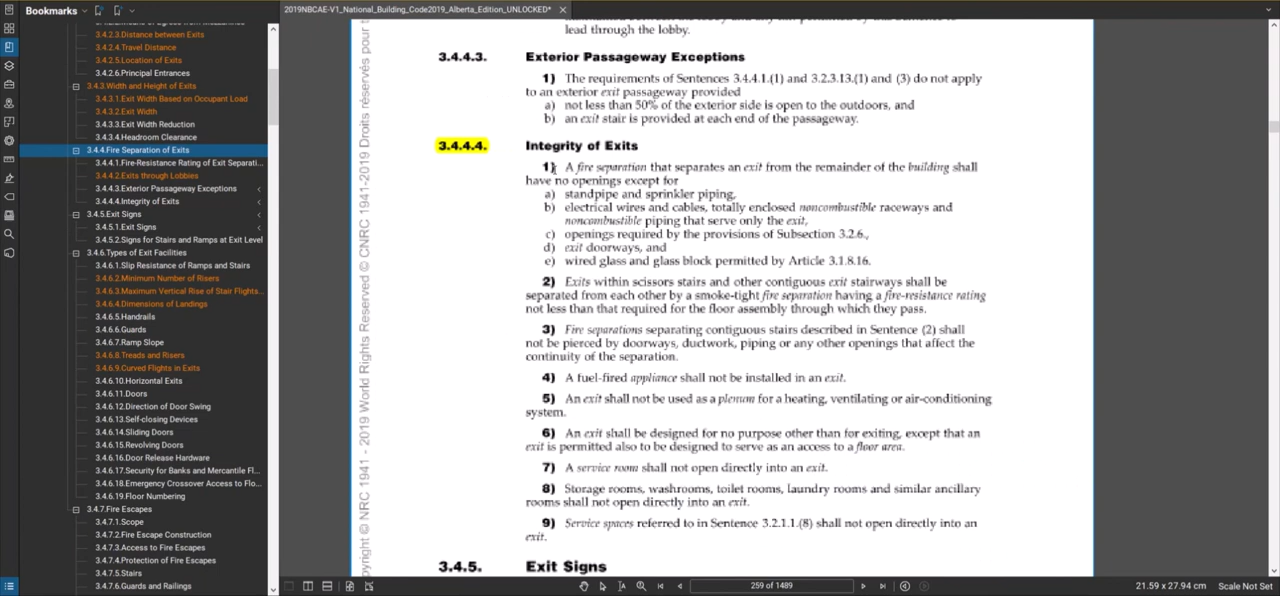 Bookmarks
2019NBCAE-V1_National_Building_Code2019_Alberta_Edition_UNLOCKED*
3.4.2.3.Distance between Exits
3.4.2.4.Travel Distance
3.4.2.5.Location of Exits
3.4.2.6.Principal Entrances
3.4.3.Width and Height of Exits
3.4.3.1.Exit Width Based on Occupant Load
3.4.3.2.Exit Width
3.4.3.3.Exit Width Reduction
3.4.3.4.Headroom Clearance
3.4.4.Fire Separation of Exits
3.4.4.1.Fire-Resistance Rating of Exit Separati...
3.4.4.2.Exits through Lobbies
3.4.4.3.Exterior Passageway Exceptions
3.4.4.4.Integrity of Exits
3.4.5.Exit Signs
3.4.5.1.Exit Signs
3.4.5.2.Signs for Stairs and Ramps at Exit Level
3.4.6.Types of Exit Facilities
3.4.6.1.Slip Resistance of Ramps and Stairs
3.4.6.2.Minimum Number of Risers
3.4.6.3.Maximum Vertical Rise of Stair Flights...
3.4.6.4.Dimensions of Landings
3.4.6.5.Handrails
3.4.6.6.Guards
3.4.6.7.Ramp Slope
3.4.6.8.Treads and Risers
3.4.6.9.Curved Flights in Exits
3.4.6.10.Horizontal Exits
3.4.6.11.Doors
3.4.6.12.Direction of Door Swing
3.4.6.13.Self-closing Devices
3.4.6.14.Sliding Doors
3.4.6.15.Revolving Doors
3.4.6.16.Door Release Hardware
3.4.6.17.Security for Banks and Mercantile Fl...
3.4.6.18.Emergency Crossover Access to Flo...
3.4.6.19.Floor Numbering
3.4.7.Fire Escapes
3.4.7.1.Scope
3.4.7.2.Fire Escape Construction
3.4.7.3.Access to Fire Escapes
3.4.7.4.Protection of Fire Escapes
3.4.7.5.Stairs
3.4.7.6.Guards and Railings
pyright © NRC 1941 - 2019 World Rights Reserved © CNRC 1941-2019 Droits réservés pour t
lead through the lobby.
3.4.4.3. Exterior Passageway Exceptions
1) The requirements of Sentences 3.4.4.1.(1) and 3.2.3.13.(1) and (3) do not apply
to an exterior exit passageway provided
a) not less than 50% of the exterior side is open to the outdoors, and
b) an exit stair is provided at each end of the passageway.
3.4.4.4. Integrity of Exits
1) A fire separation that separates an exit from the remainder of the building shall
have no openings except for
a) standpipe and sprinkler piping,
b) electrical wires and cables, totally enclosed noncombustible raceways and
noncombustible piping that serve only the exit,
c) openings required by the provisions of Subsection 3.2.6.,
d) exit doorways, and
e) wired glass and glass block permitted by Article 3.1.8.16.
2) Exits within scissors stairs and other contiguous exit stairways shall be
separated from each other by a smoke-tight fire separation having a fire-resistance rating
not less than that required for the floor assembly through which they pass.
3) Fire separations separating contiguous stairs described in Sentence (2) shall
not be pierced by doorways, ductwork, piping or any other openings that affect the
continuity of the separation.
4) A fuel-fired appliance shall not be installed in an exit.
5) An exit shall not be used as a plenum for a heating, ventilating or air-conditioning
system.
6) An exit shall be designed for no purpose other than for exiting, except that an
exit is permitted also to be designed to serve as an access to a floor area.
7) A service room shall not open directly into an exit.
8) Storage rooms, washrooms, toilet rooms, laundry rooms and similar ancillary
rooms shall not open directly into an exit.
9) Service spaces referred to in Sentence 3.2.1.1.(8) shall not open directly into an
exit.
3.4.5. Exit Signs
259 of 1489
21.59 x 27.94 cm Scale Not Set